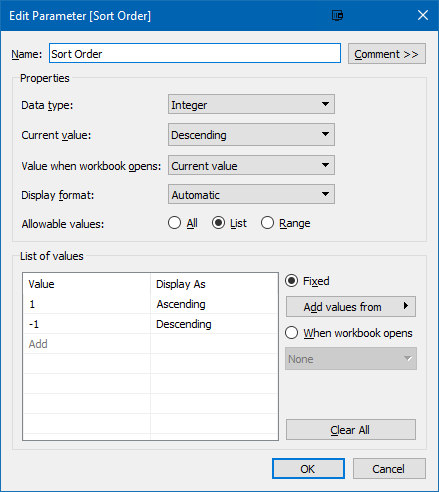 Edit Parameter [Sort Order]
Name: Sort Order Comment >>
Properties
Data type: Integer
Current value: Descending
Value when workbook opens: Current value
Display format: Automatic
Allowable values: All List Range
List of values
Value Display As Fixed
1 Ascending Add values from
-1 Descending When workbook opens
Add None
Clear All
OK Cancel